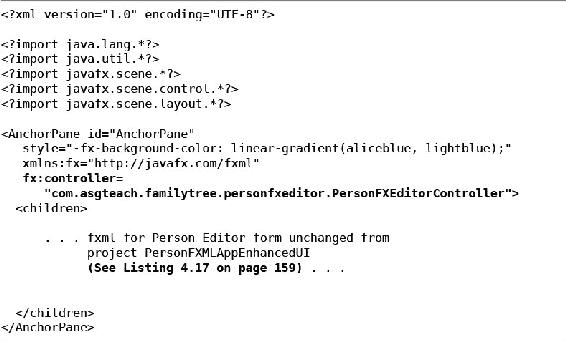 <?xml version="1.0" encoding="UTF-8"?>
<?import java.lang.*?>
<?import java.util.*?>
<?import javafx.scene.*?>
<?import javafx.scene.control.*?>
<?import javafx.scene.layout.*?>
<AnchorPane id="AnchorPane"
style="-fx-background-color: linear-gradient(aliceblue, lightblue);"
xmlns:fx="http://javafx.com/fxml"
fx:controller=
"com.asgteach.familytree.personfxeditor.PersonFXEditorController">
<children>
. . . fxml for Person Editor form unchanged from
project PersonFXMLAppEnhancedUI
(See Listing 4.17 on page 159) . . .
</children>
</AnchorPane>